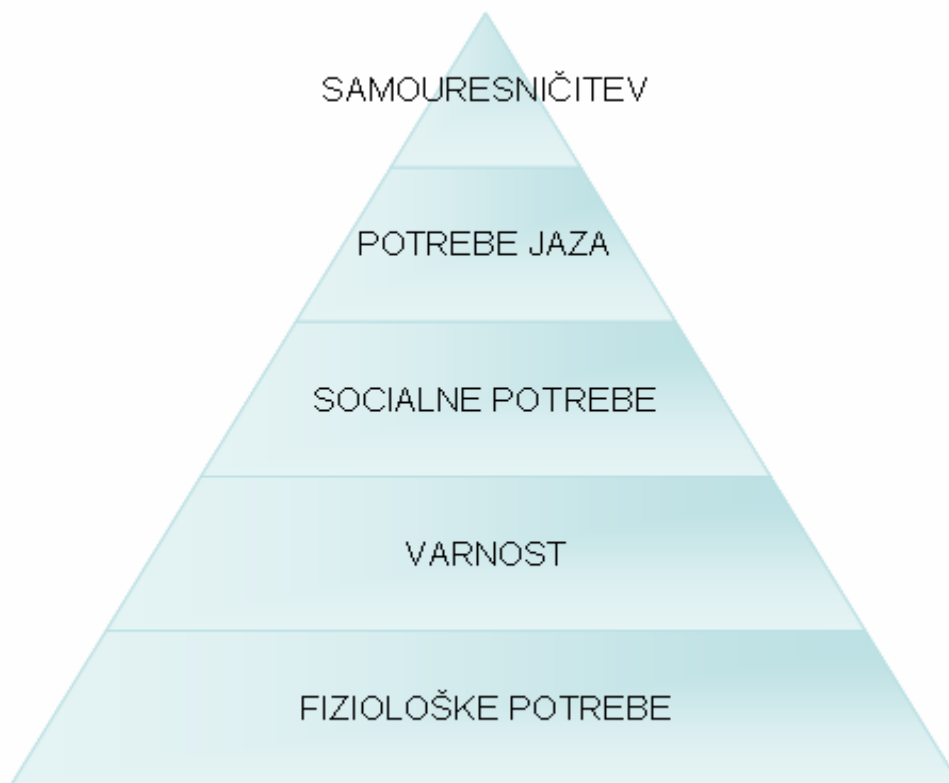 SAMOURESNIČITEV
POTREBE JAZA
SOCIALNE POTREBE
VARNOST
FIZIOLOŠKE POTREBE